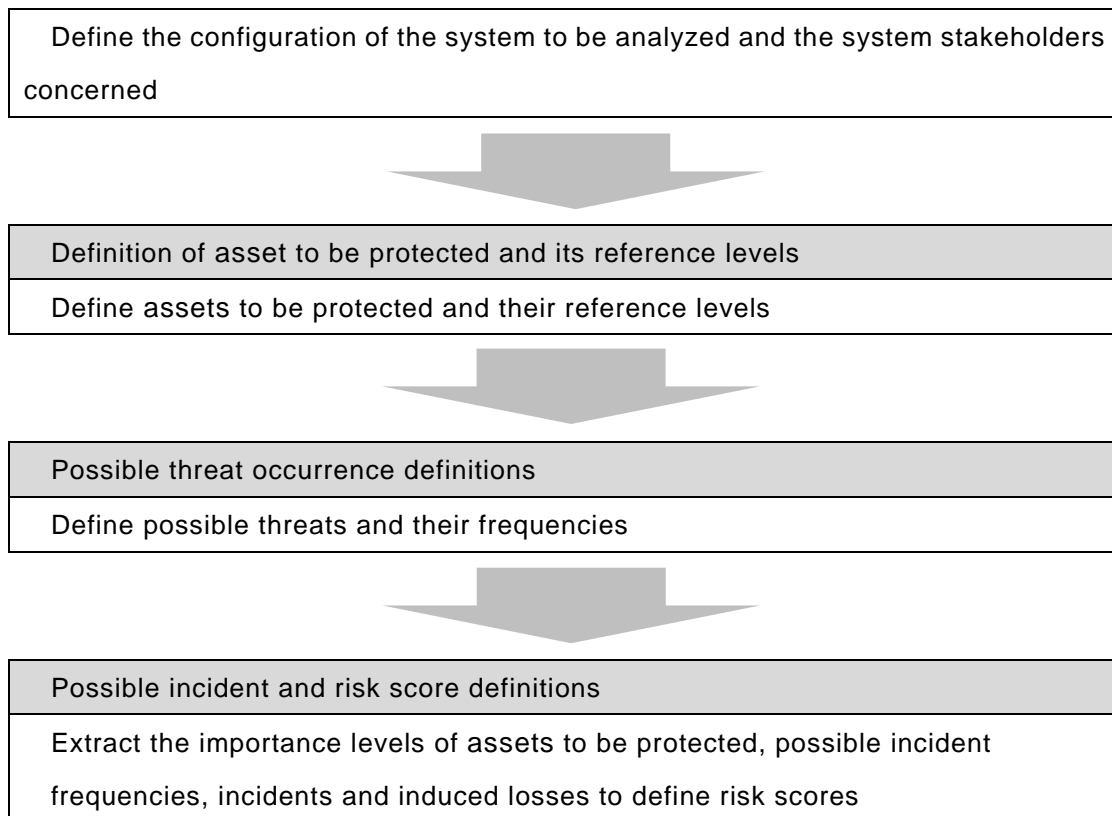 Define the configuration of the system to be analyzed and the system stakeholders
concerned
Definition of asset to be protected and its reference levels
Define assets to be protected and their reference levels
Possible threat occurrence definitions
Define possible threats and their frequencies
Possible incident and risk score definitions
Extract the importance levels of assets to be protected, possible incident
frequencies, incidents and induced losses to define risk scores